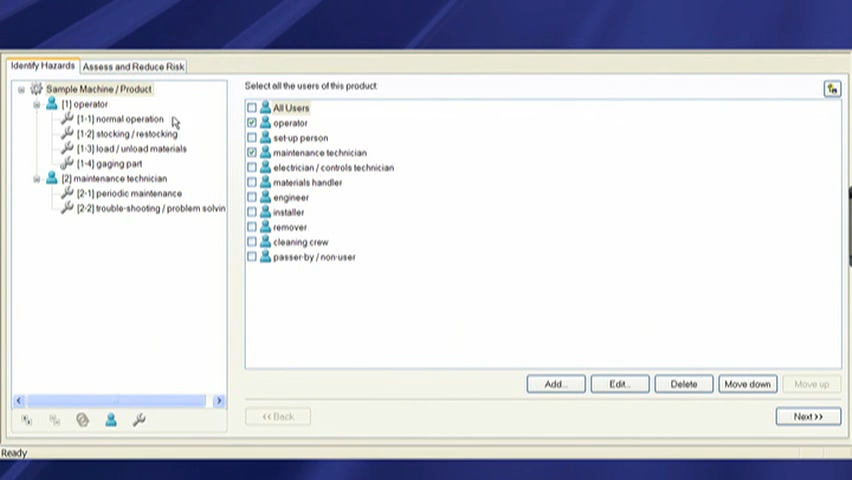 Identify Hazards
Assess and Reduce Risk
Sample Machine / Product
[1] operator
[1-1] normal operation
[1-2] stocking / restocking
[1-3] load / unload materials
[1-4] gaging part
[2] maintenance technician
[2-1] periodic maintenance
[2-2] trouble-shooting / problem solvin
Select all the users of this product
All Users
operator
set-up person
maintenance technician
electrician / controls technician
materials handler
engineer
installer
remover
cleaning crew
passer-by / non-user
Add... Edit... Delete Move down Move up
<< Back Next >>
Ready